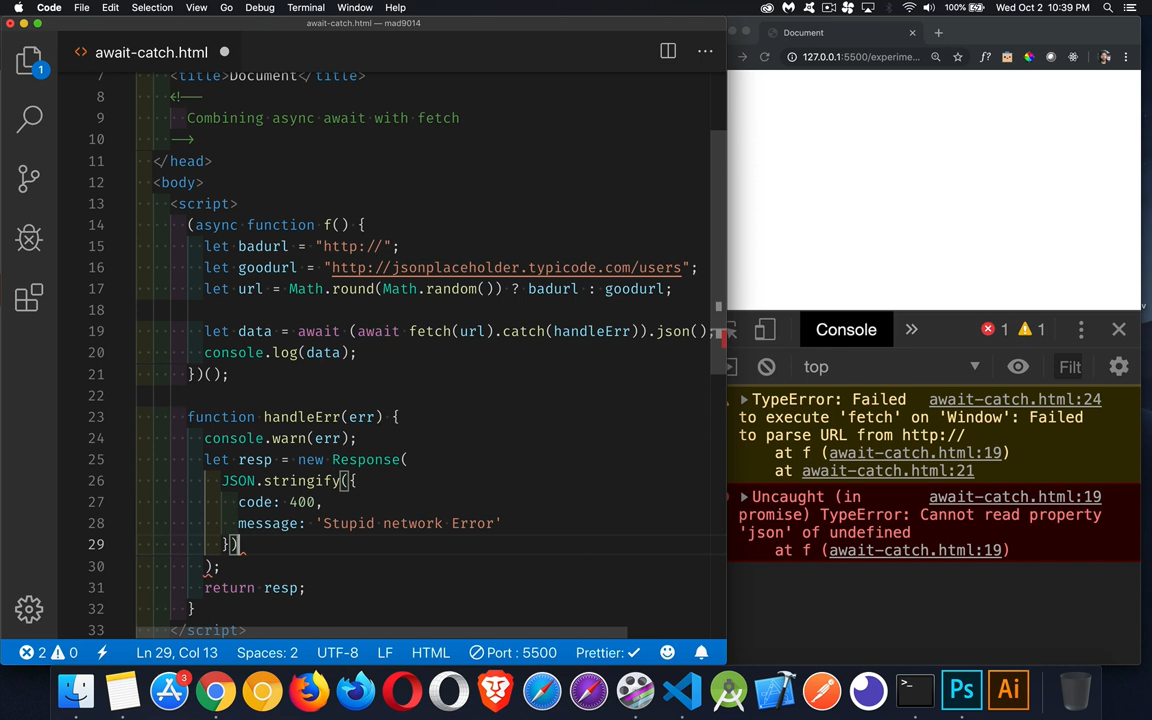 Code File Edit Selection View Go Debug Terminal Window Help 100% Wed Oct 2 10:39 PM
await-catch.html — mad9014
await-catch.html
Document
127.0.0.1:5500/experime...
7 <title>Document</title>
8 <!--
9 Combining async await with fetch
10 -->
11 </head>
12 <body>
13 <script>
14 (async function f() {
15 let badurl = "http://";
16 let goodurl = "http://jsonplaceholder.typicode.com/users";
17 let url = Math.round(Math.random()) ? badurl : goodurl;
18
19 let data = await (await fetch(url).catch(handleErr)).json();
20 console.log(data);
21 })();
22
23 function handleErr(err) {
24 console.warn(err);
25 let resp = new Response(
26 JSON.stringify({
27 code: 400,
28 message: 'Stupid network Error'
29 })
30 );
31 return resp;
32 }
33 </script>
1
Console » 1 1
top Filt
TypeError: Failed await-catch.html:24
to execute 'fetch' on 'Window': Failed
to parse URL from http://
at f (await-catch.html:19)
at await-catch.html:21
Uncaught (in await-catch.html:19
promise) TypeError: Cannot read property
'json' of undefined
at f (await-catch.html:19)
2 0 Ln 29, Col 13 Spaces: 2 UTF-8 LF HTML Port : 5500 Prettier: ✓
3
Ps
Ai